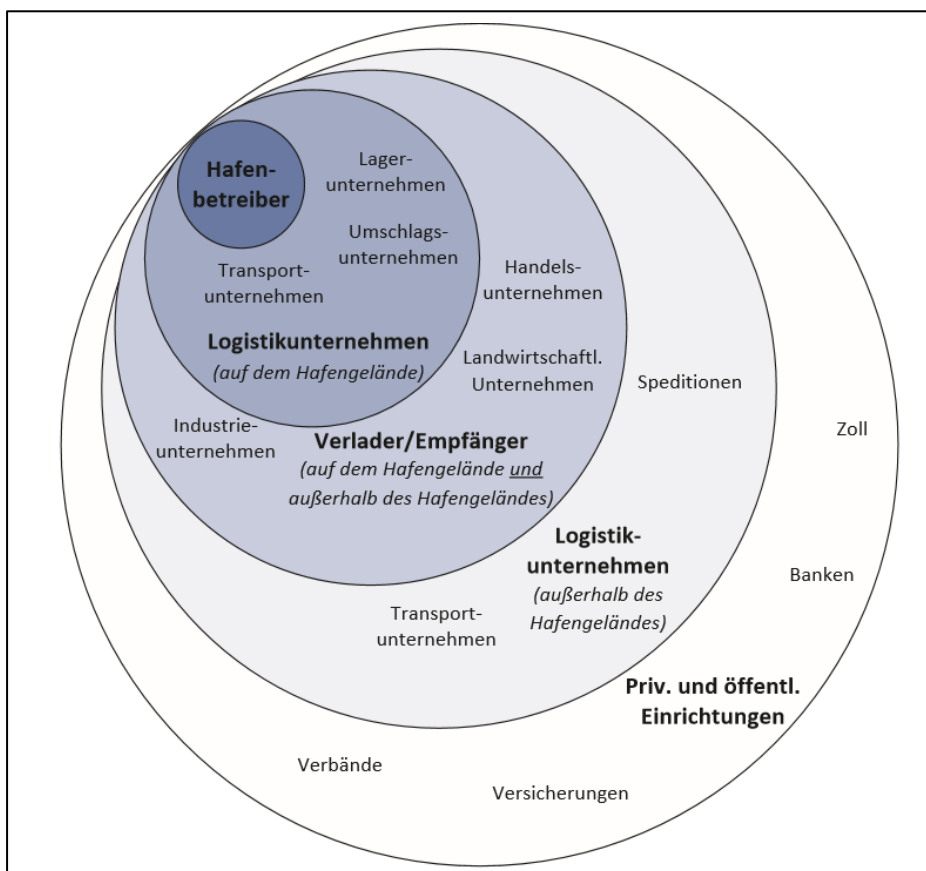 Hafen-
betreiber
Lager-
unternehmen
Umschlags-
unternehmen
Transport-
unternehmen
Logistikunternehmen
(auf dem Hafengelände)
Handels-
unternehmen
Landwirtschaftl.
Unternehmen
Industrie-
unternehmen
Verlader/Empfänger
(auf dem Hafengelände und
außerhalb des Hafengeländes)
Speditionen
Logistik-
unternehmen
(außerhalb des
Hafengeländes)
Transport-
unternehmen
Zoll
Banken
Priv. und öffentl.
Einrichtungen
Verbände
Versicherungen